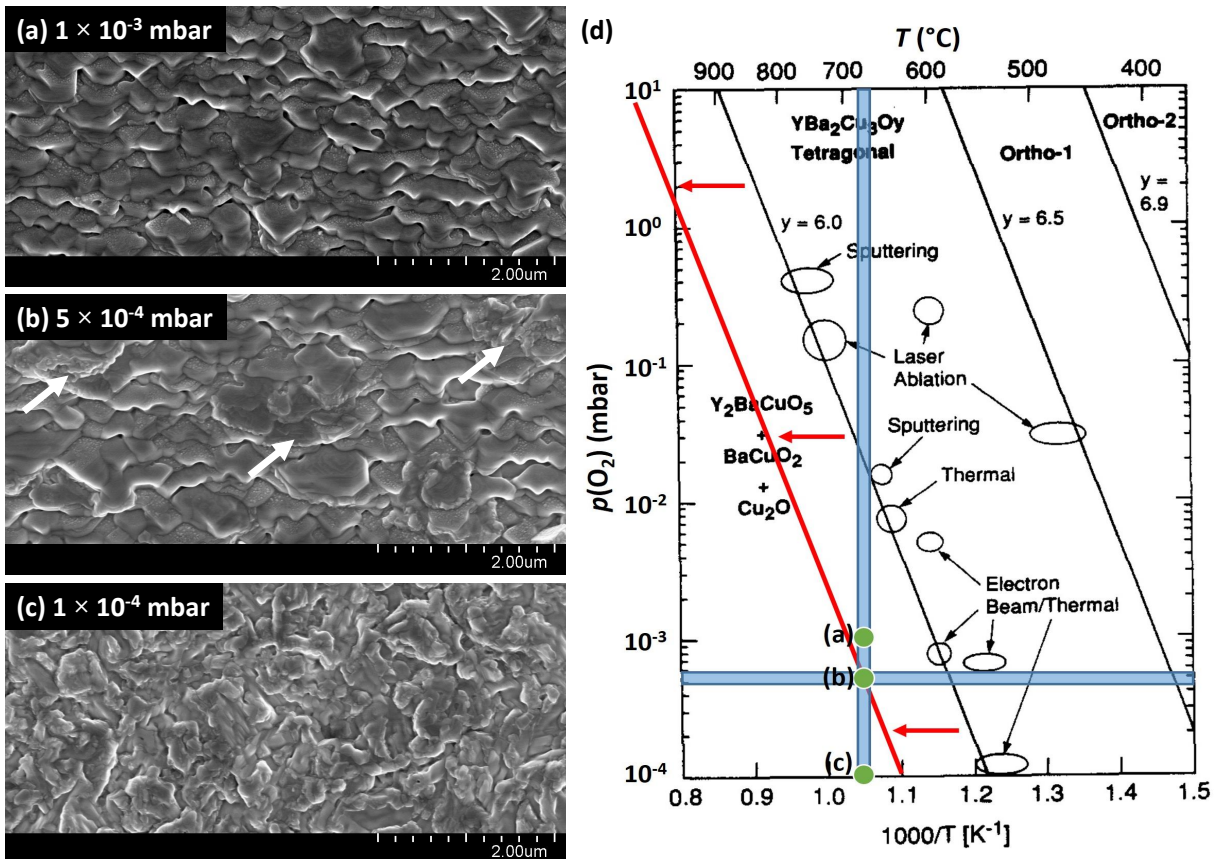 (a) 1 × 10⁻³ mbar
2.00um
(b) 5 × 10⁻⁴ mbar
2.00um
(c) 1 × 10⁻⁴ mbar
2.00um
(d)
T (°C)
900 800 700 600 500 400
10¹
10⁰
10⁻¹
10⁻²
10⁻³
10⁻⁴
p(O₂) (mbar)
YBa₂Cu₃Oy
Tetragonal
Ortho-1
Ortho-2
y = 6.0
y = 6.5
y =
6.9
Sputtering
Laser
Ablation
Y₂BaCuO₅
+
BaCuO₂
+
Cu₂O
Sputtering
Thermal
Electron
Beam/Thermal
(a)
(b)
(c)
0.8 1.0 1.1 1.2 1.3 1.4 1.5
1000/T [K⁻¹]